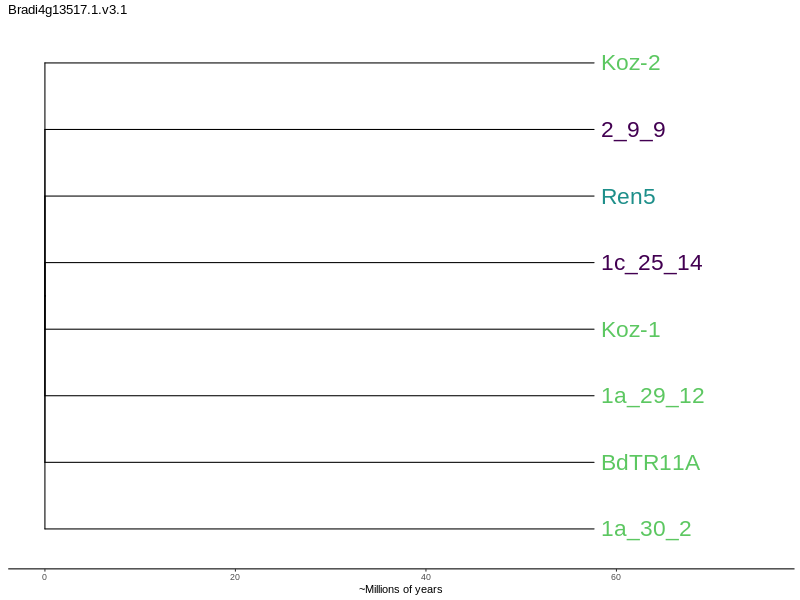 Bradi4g13517.1.v3.1
Koz-2
2_9_9
Ren5
1c_25_14
Koz-1
1a_29_12
BdTR11A
1a_30_2
0 20 40 60
~Millions of years